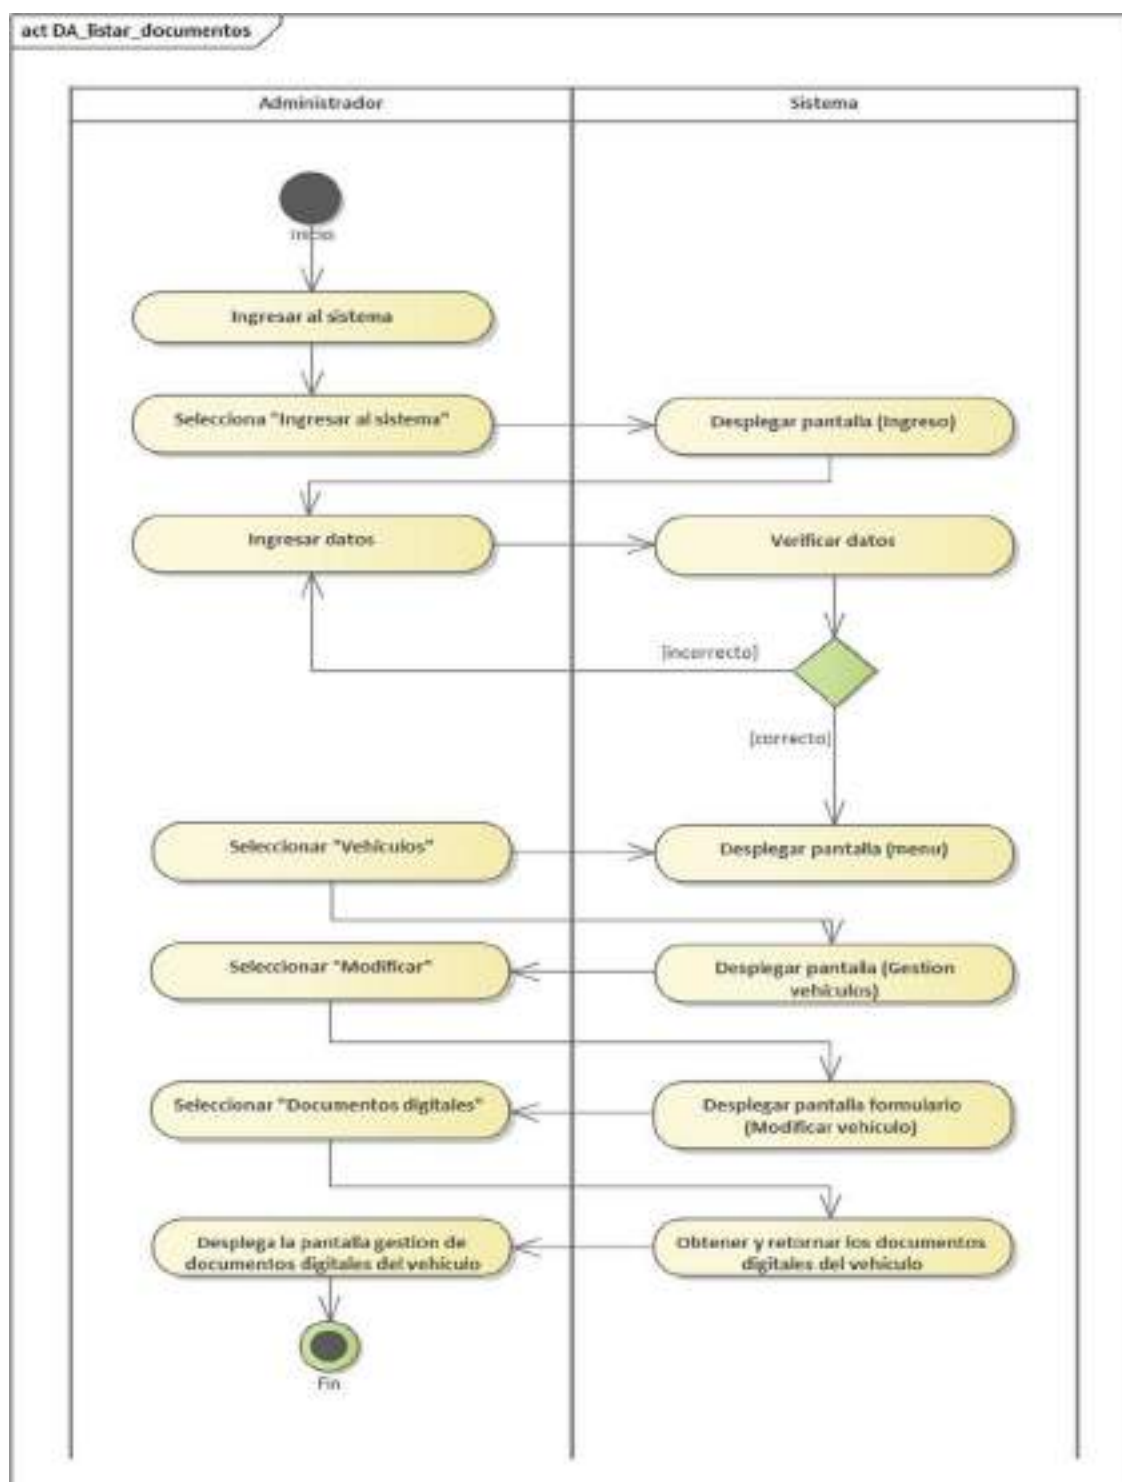 act DA_listar_documentos
Administrador
Sistema
Inicio
Ingresar al sistema
Selecciona "Ingresar al sistema"
Desplegar pantalla (Ingreso)
Ingresar datos
Verificar datos
[incorrecto]
[correcto]
Seleccionar "Vehiculos"
Desplegar pantalla (menu)
Seleccionar "Modificar"
Desplegar pantalla (Gestion
vehiculos)
Seleccionar "Documentos digitales"
Desplegar pantalla formulario
(Modificar vehiculo)
Desplega la pantalla gestion de
documentos digitales del vehiculo
Obtener y retornar los documentos
digitales del vehiculo
Fin